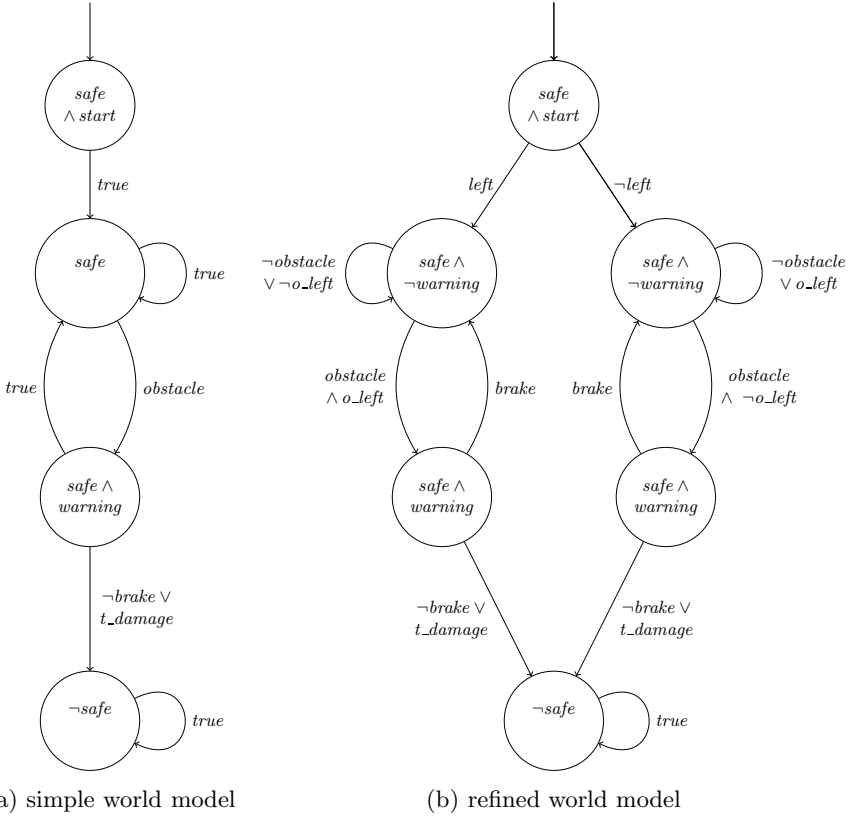 safe
∧ start
true
safe
true
true
obstacle
safe ∧
warning
¬brake ∨
t_damage
¬safe
true
a) simple world model
safe
∧ start
left
¬left
¬obstacle
∨ ¬o_left
safe ∧
¬warning
safe ∧
¬warning
¬obstacle
∨ o_left
obstacle
∧ o_left
brake
brake
obstacle
∧ ¬o_left
safe ∧
warning
safe ∧
warning
¬brake ∨
t_damage
¬brake ∨
t_damage
¬safe
true
(b) refined world model